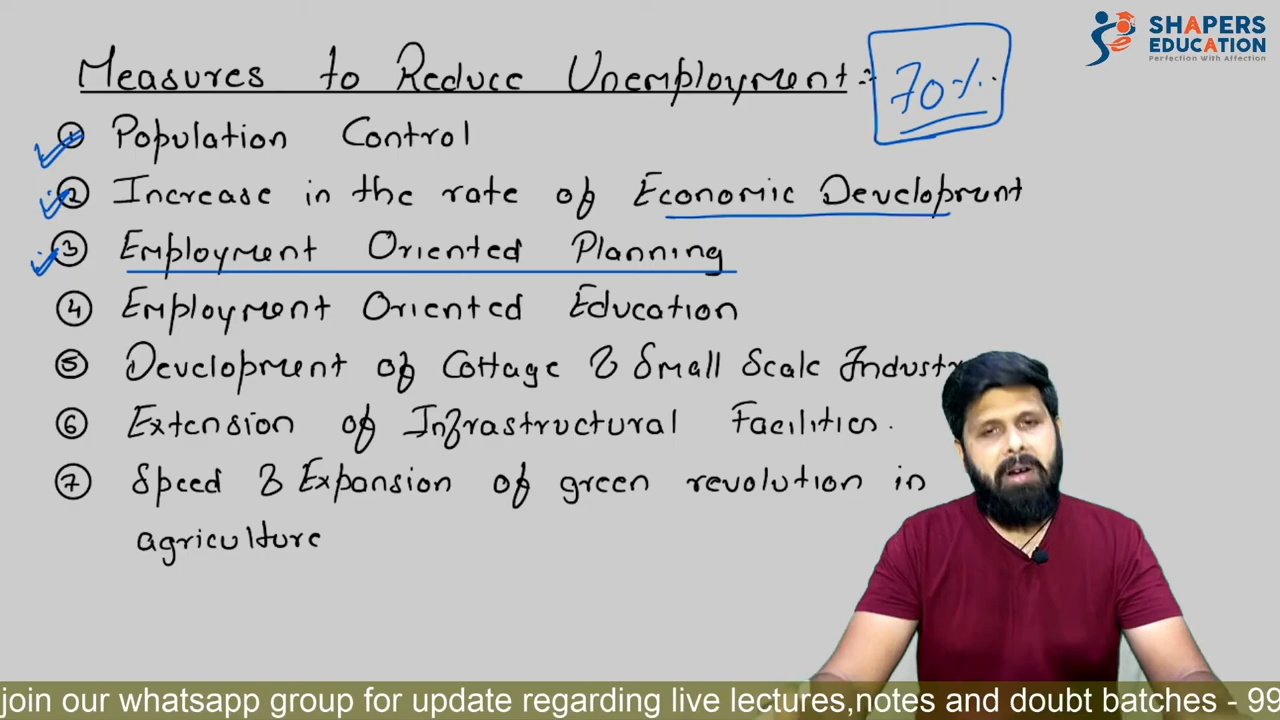 SHAPERS
EDUCATION
Perfection With Affection
Measures to Reduce Unemployment :-
70%
① Population Control
② Increase in the rate of Economic Development
③ Employment Oriented Planning
④ Employment Oriented Education
⑤ Development of Cottage & Small Scale
⑥ Extension of Infrastructural Facilities.
⑦ Speed & Expansion of green revolution in
agriculture
join our whatsapp group for update regarding live lectures,notes and doubt batches - 99